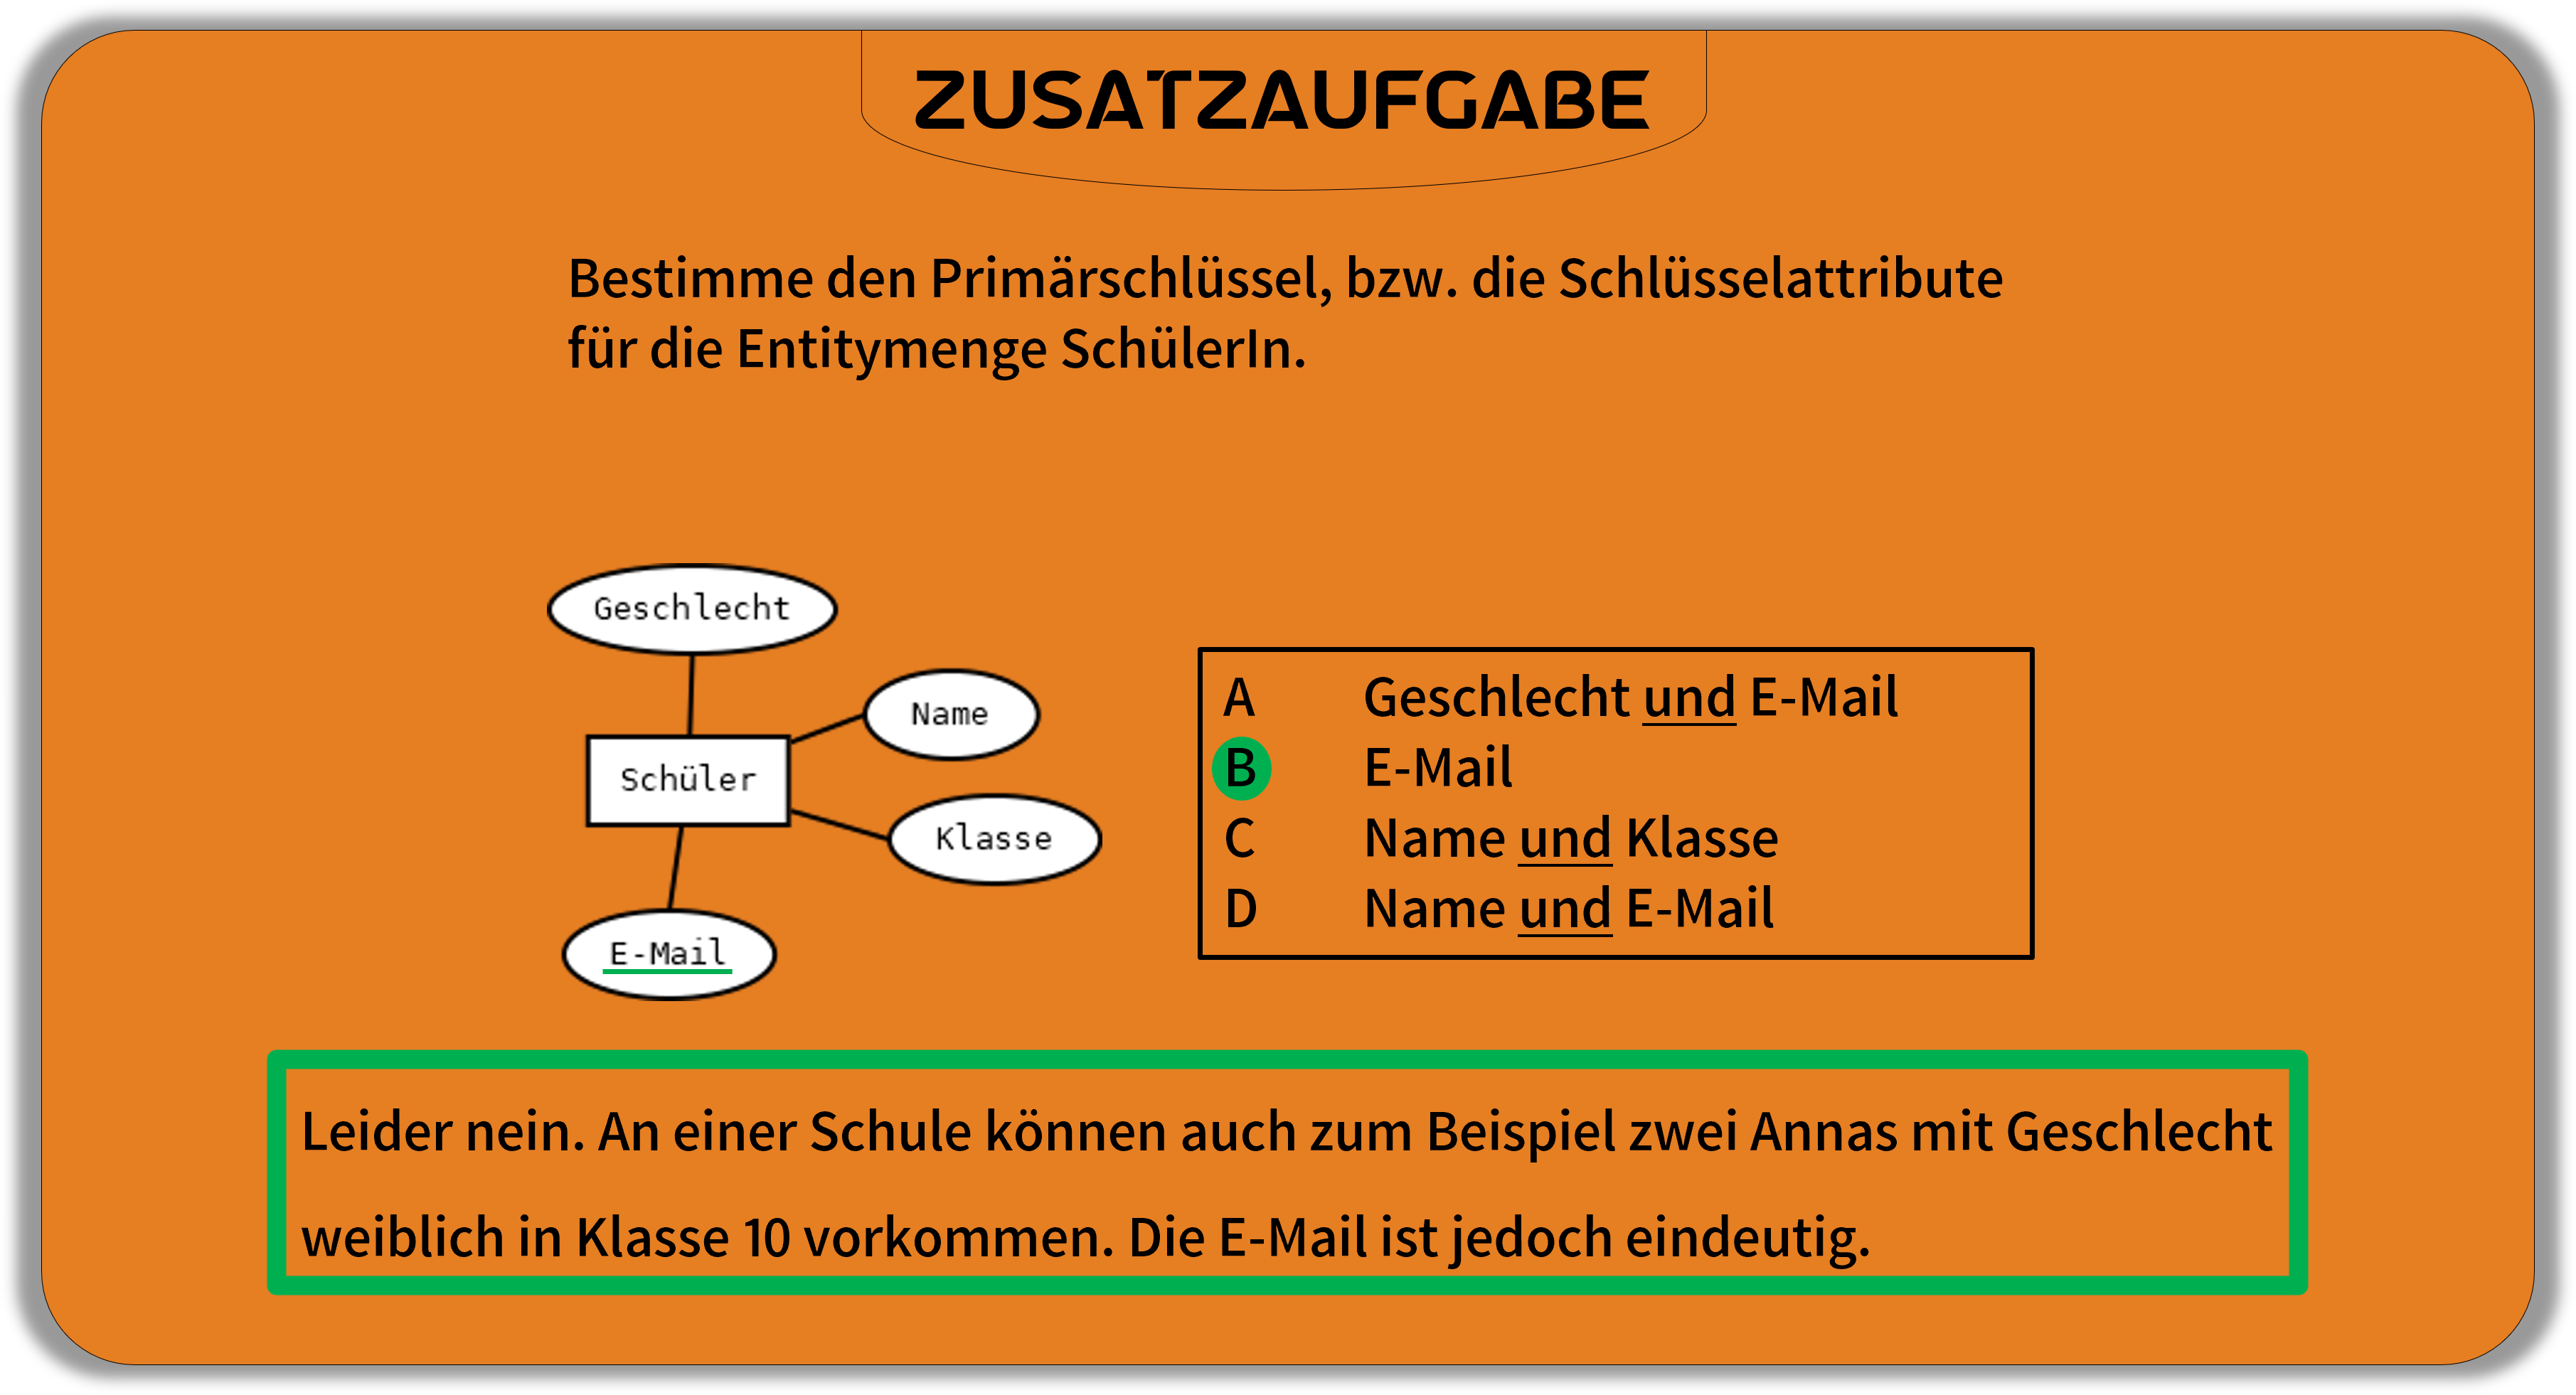 ZUSATZAUFGABE
Bestimme den Primärschlüssel, bzw. die Schlüsselattribute
für die Entitymenge SchülerIn.
Geschlecht
Name
Schüler
Klasse
E-Mail
A Geschlecht und E-Mail
B E-Mail
C Name und Klasse
D Name und E-Mail
Leider nein. An einer Schule können auch zum Beispiel zwei Annas mit Geschlecht
weiblich in Klasse 10 vorkommen. Die E-Mail ist jedoch eindeutig.